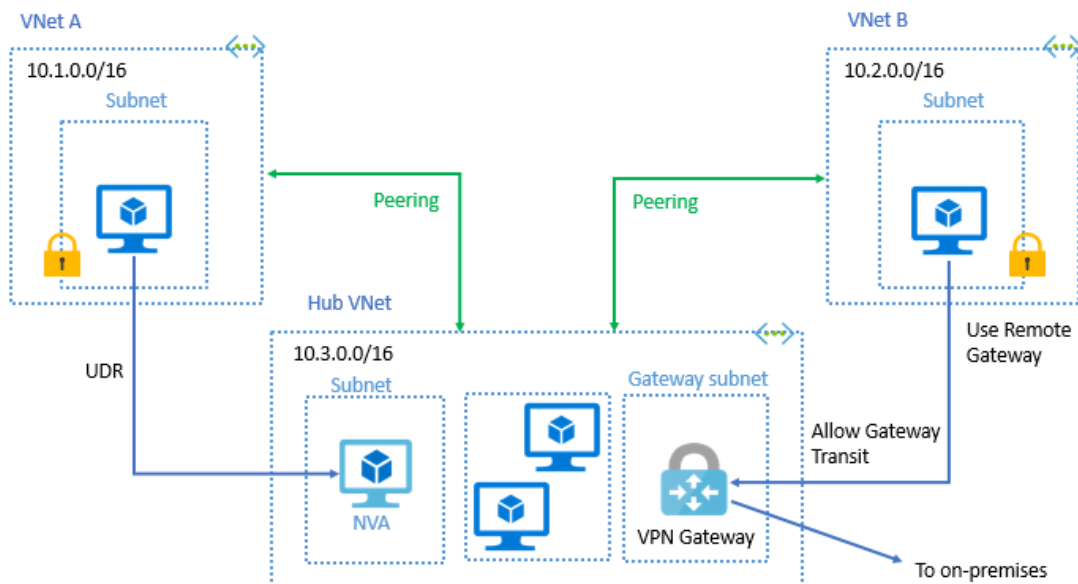 VNet A
10.1.0.0/16
Subnet
VNet B
10.2.0.0/16
Subnet
Peering
Peering
UDR
Use Remote
Gateway
Hub VNet
10.3.0.0/16
Subnet
NVA
Gateway subnet
VPN Gateway
Allow Gateway
Transit
To on-premises